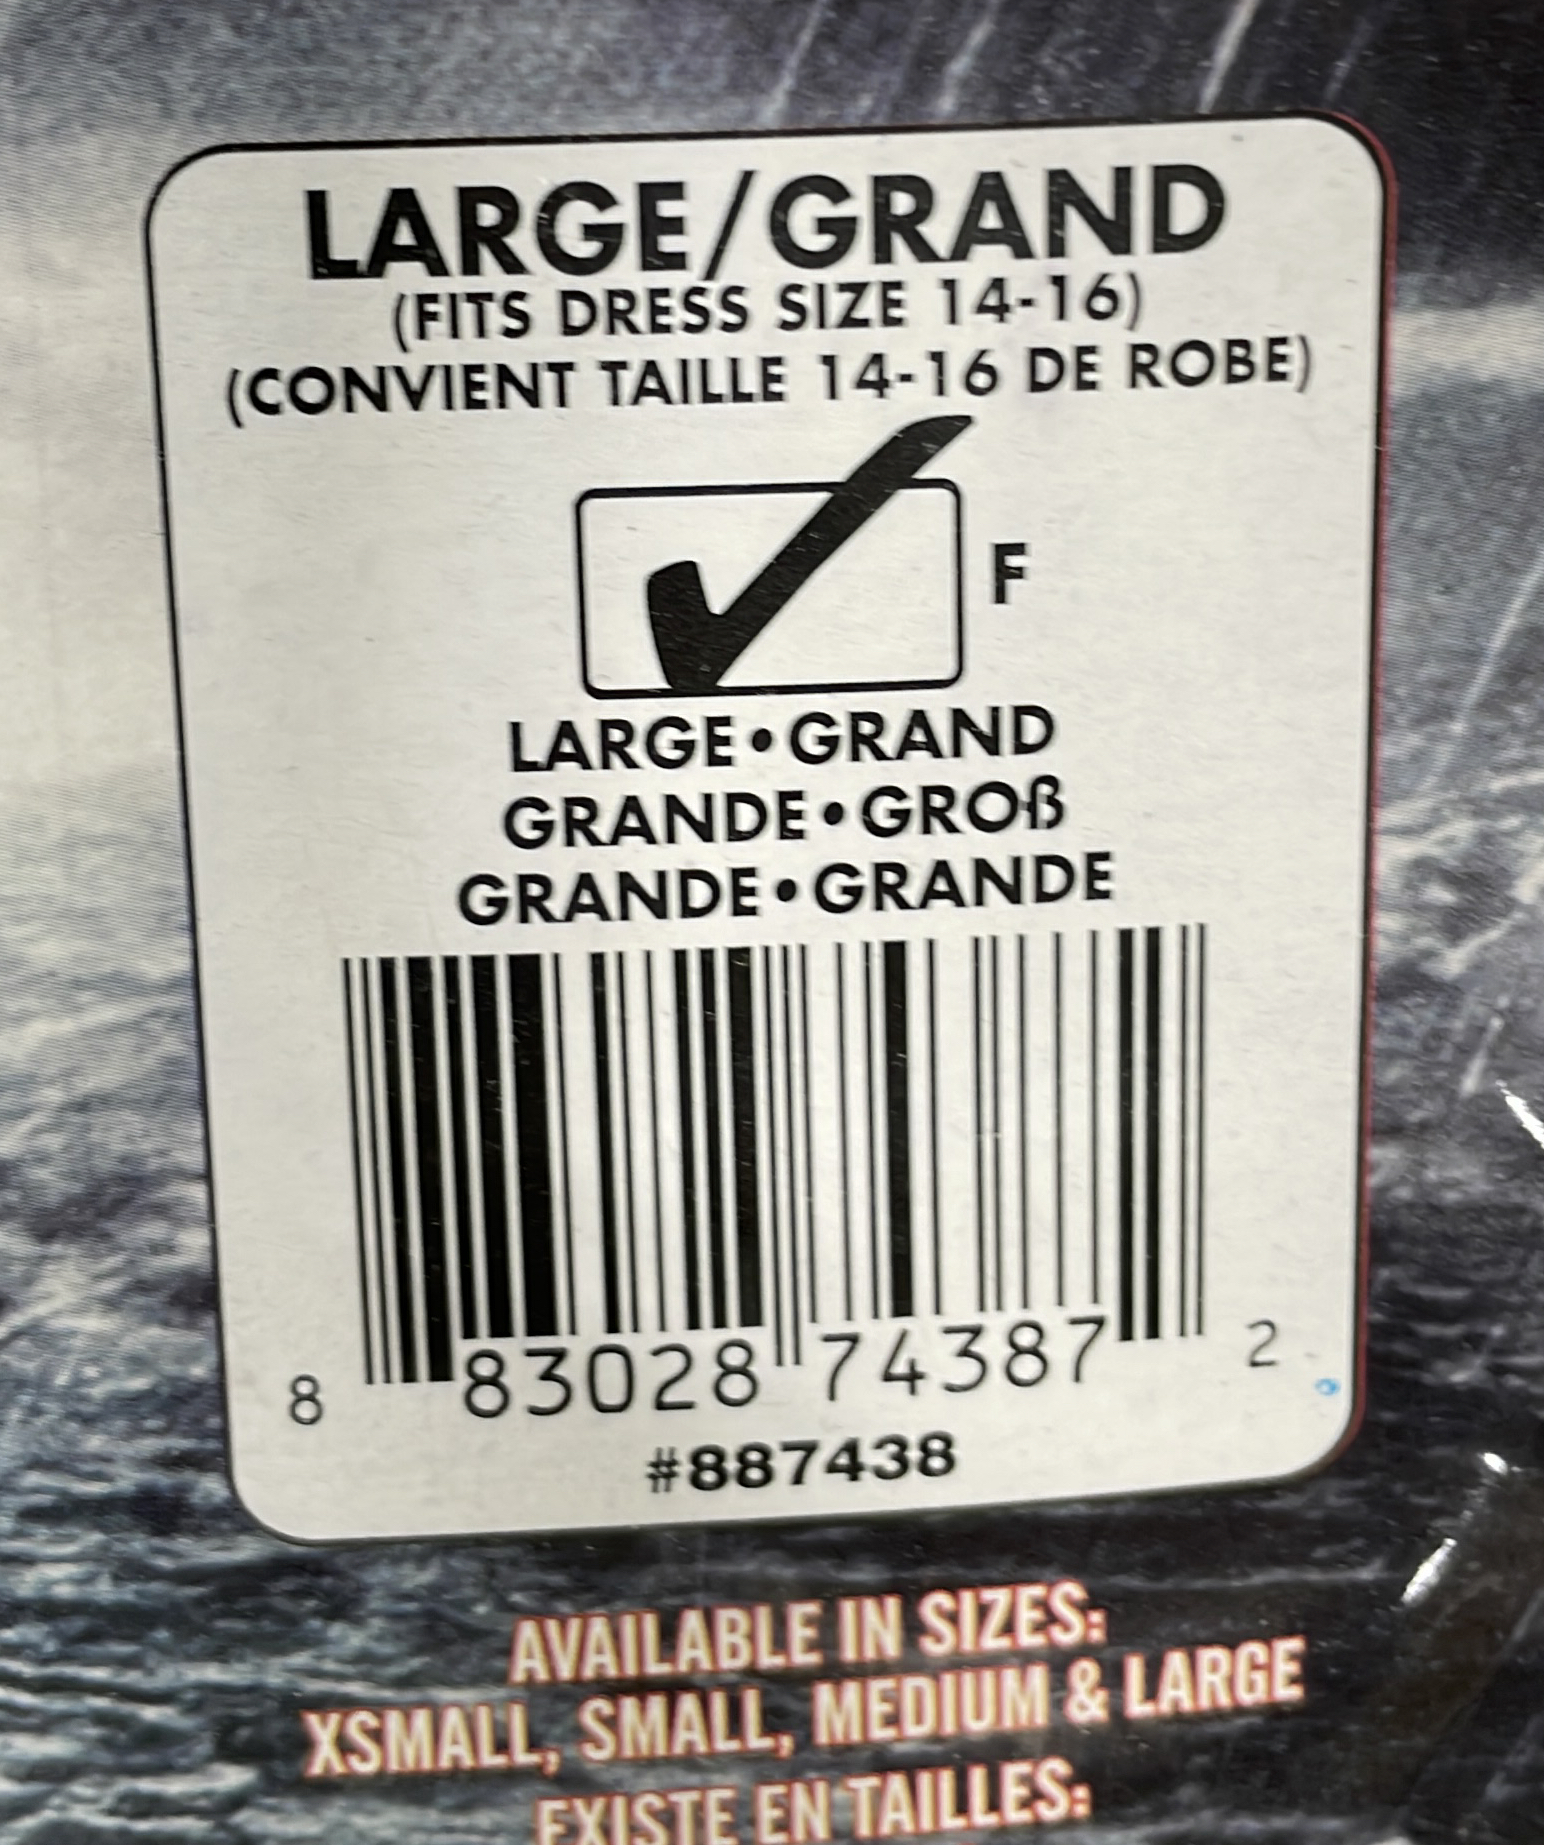 LARGE/GRAND
(FITS DRESS SIZE 14-16)
(CONVIENT TAILLE 14-16 DE ROBE)
F
LARGE•GRAND
GRANDE•GROß
GRANDE•GRANDE
8 83028 74387 2
#887438
AVAILABLE IN SIZES:
XSMALL, SMALL, MEDIUM & LARGE
EXISTE EN TAILLES: